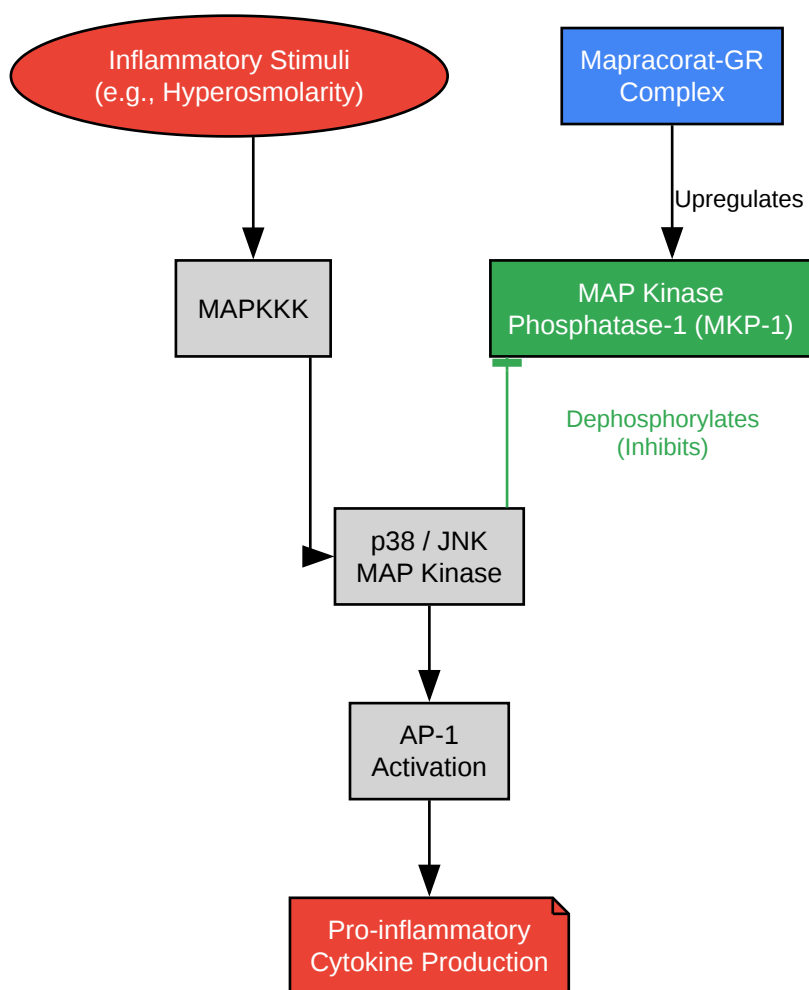 Inflammatory Stimuli
(e.g., Hyperosmolarity)
Mapracorat-GR
Complex
Upregulates
MAPKKK
MAP Kinase
Phosphatase-1 (MKP-1)
Dephosphorylates
(Inhibits)
p38 / JNK
MAP Kinase
AP-1
Activation
Pro-inflammatory
Cytokine Production